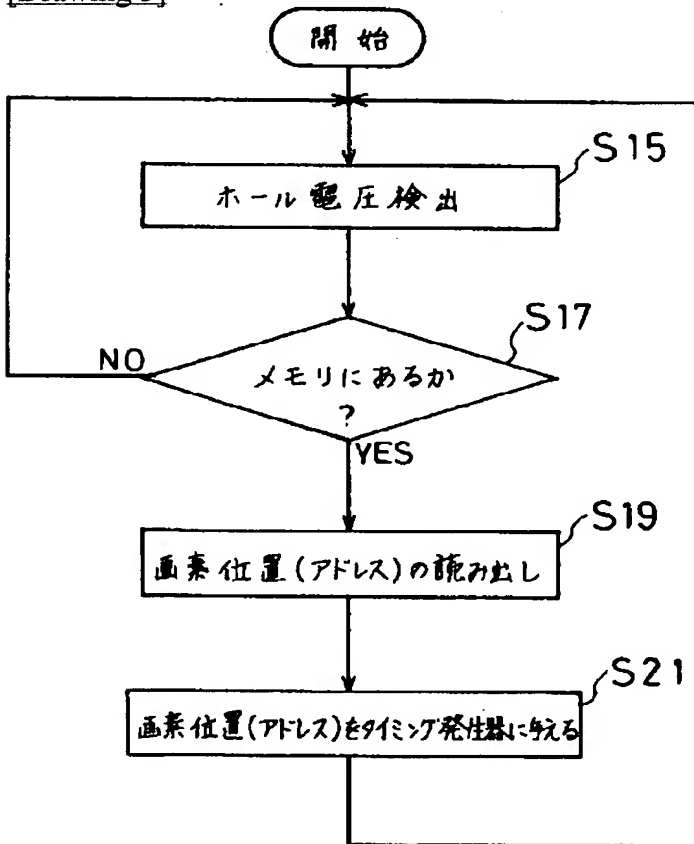 開始
S15
ホール電圧検出
S17
NO
メモリにあるか
?
YES
S19
画素位置(アドレス)の読み出し
S21
画素位置(アドレス)をタイミング発生器に与える